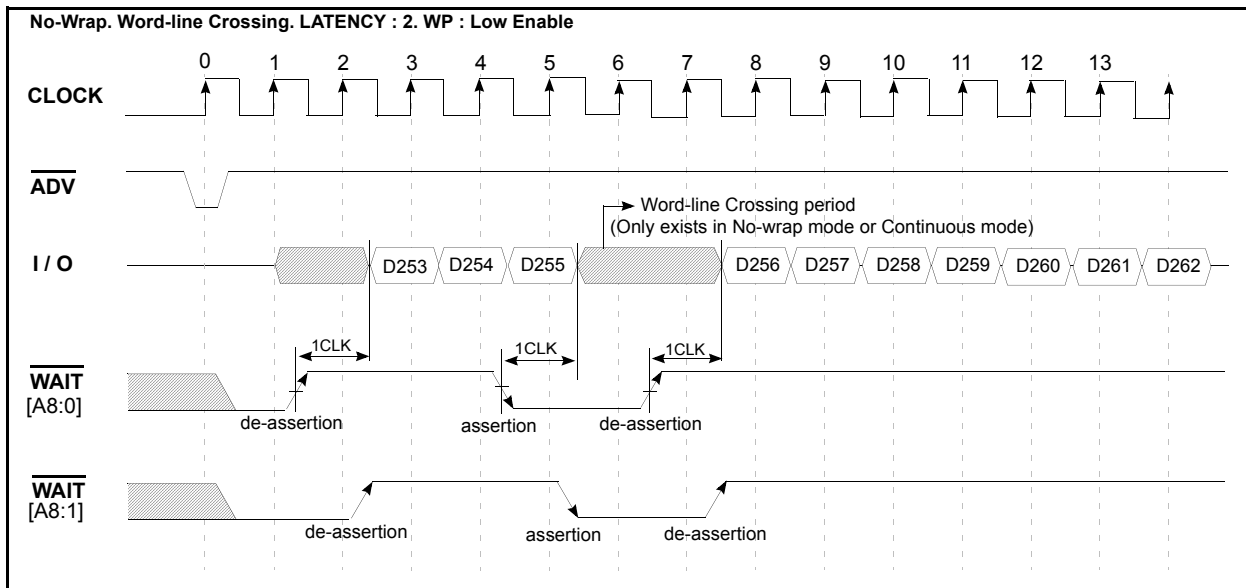 No-Wrap. Word-line Crossing. LATENCY : 2. WP : Low Enable
0 1 2 3 4 5 6 7 8 9 10 11 12 13
CLOCK
ADV
Word-line Crossing period
(Only exists in No-wrap mode or Continuous mode)
I / O
D253 D254 D255 D256 D257 D258 D259 D260 D261 D262
1CLK 1CLK 1CLK
WAIT
[A8:0]
de-assertion assertion de-assertion
WAIT
[A8:1]
de-assertion assertion de-assertion